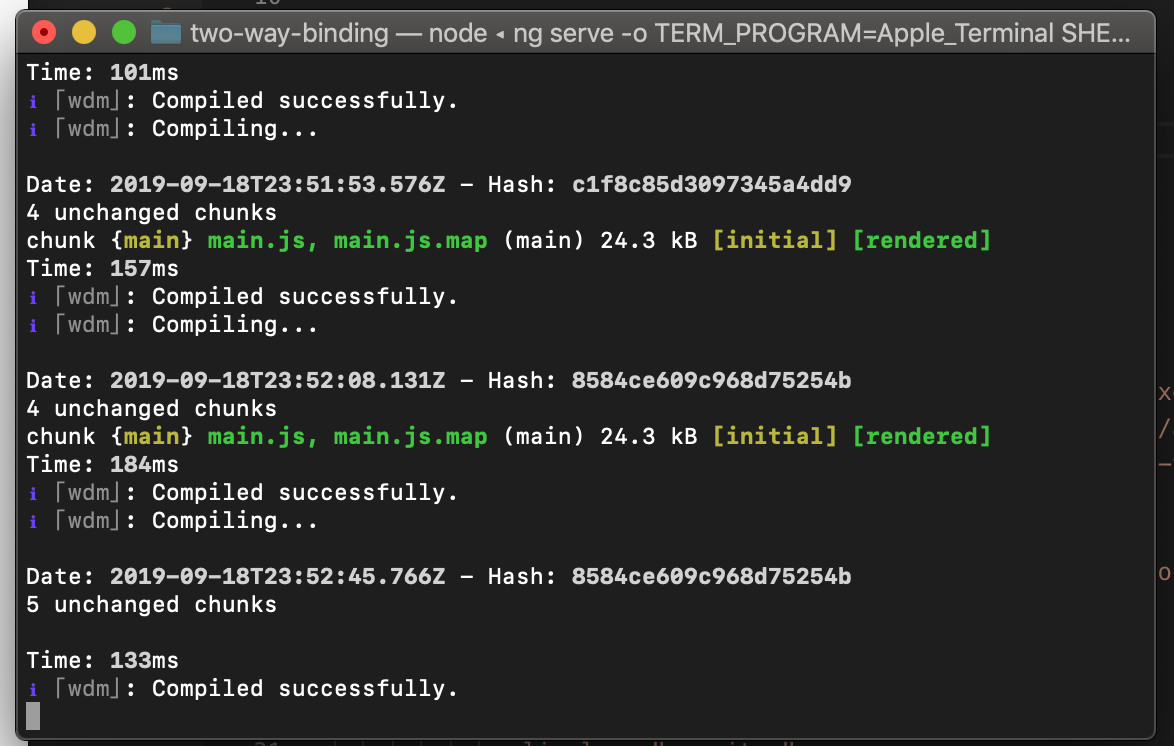 two-way-binding — node ◂ ng serve -o TERM_PROGRAM=Apple_Terminal SHE...
Time: 101ms
ℹ ｢wdm｣: Compiled successfully.
ℹ ｢wdm｣: Compiling...
Date: 2019-09-18T23:51:53.576Z - Hash: c1f8c85d3097345a4dd9
4 unchanged chunks
chunk {main} main.js, main.js.map (main) 24.3 kB [initial] [rendered]
Time: 157ms
ℹ ｢wdm｣: Compiled successfully.
ℹ ｢wdm｣: Compiling...
Date: 2019-09-18T23:52:08.131Z - Hash: 8584ce609c968d75254b
4 unchanged chunks
chunk {main} main.js, main.js.map (main) 24.3 kB [initial] [rendered]
Time: 184ms
ℹ ｢wdm｣: Compiled successfully.
ℹ ｢wdm｣: Compiling...
Date: 2019-09-18T23:52:45.766Z - Hash: 8584ce609c968d75254b
5 unchanged chunks
Time: 133ms
ℹ ｢wdm｣: Compiled successfully.